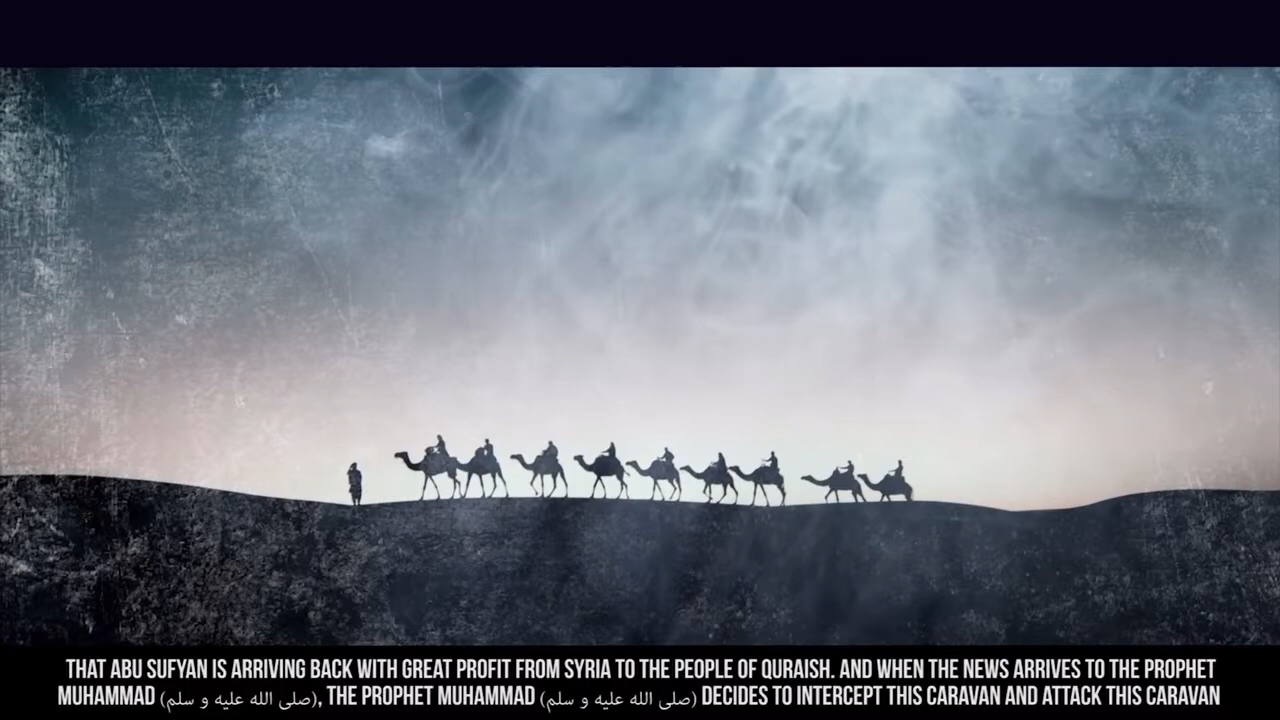 THAT ABU SUFYAN IS ARRIVING BACK WITH GREAT PROFIT FROM SYRIA TO THE PEOPLE OF QURAISH. AND WHEN THE NEWS ARRIVES TO THE PROPHET
MUHAMMAD (صلى الله عليه و سلم), THE PROPHET MUHAMMAD (صلى الله عليه و سلم) DECIDES TO INTERCEPT THIS CARAVAN AND ATTACK THIS CARAVAN